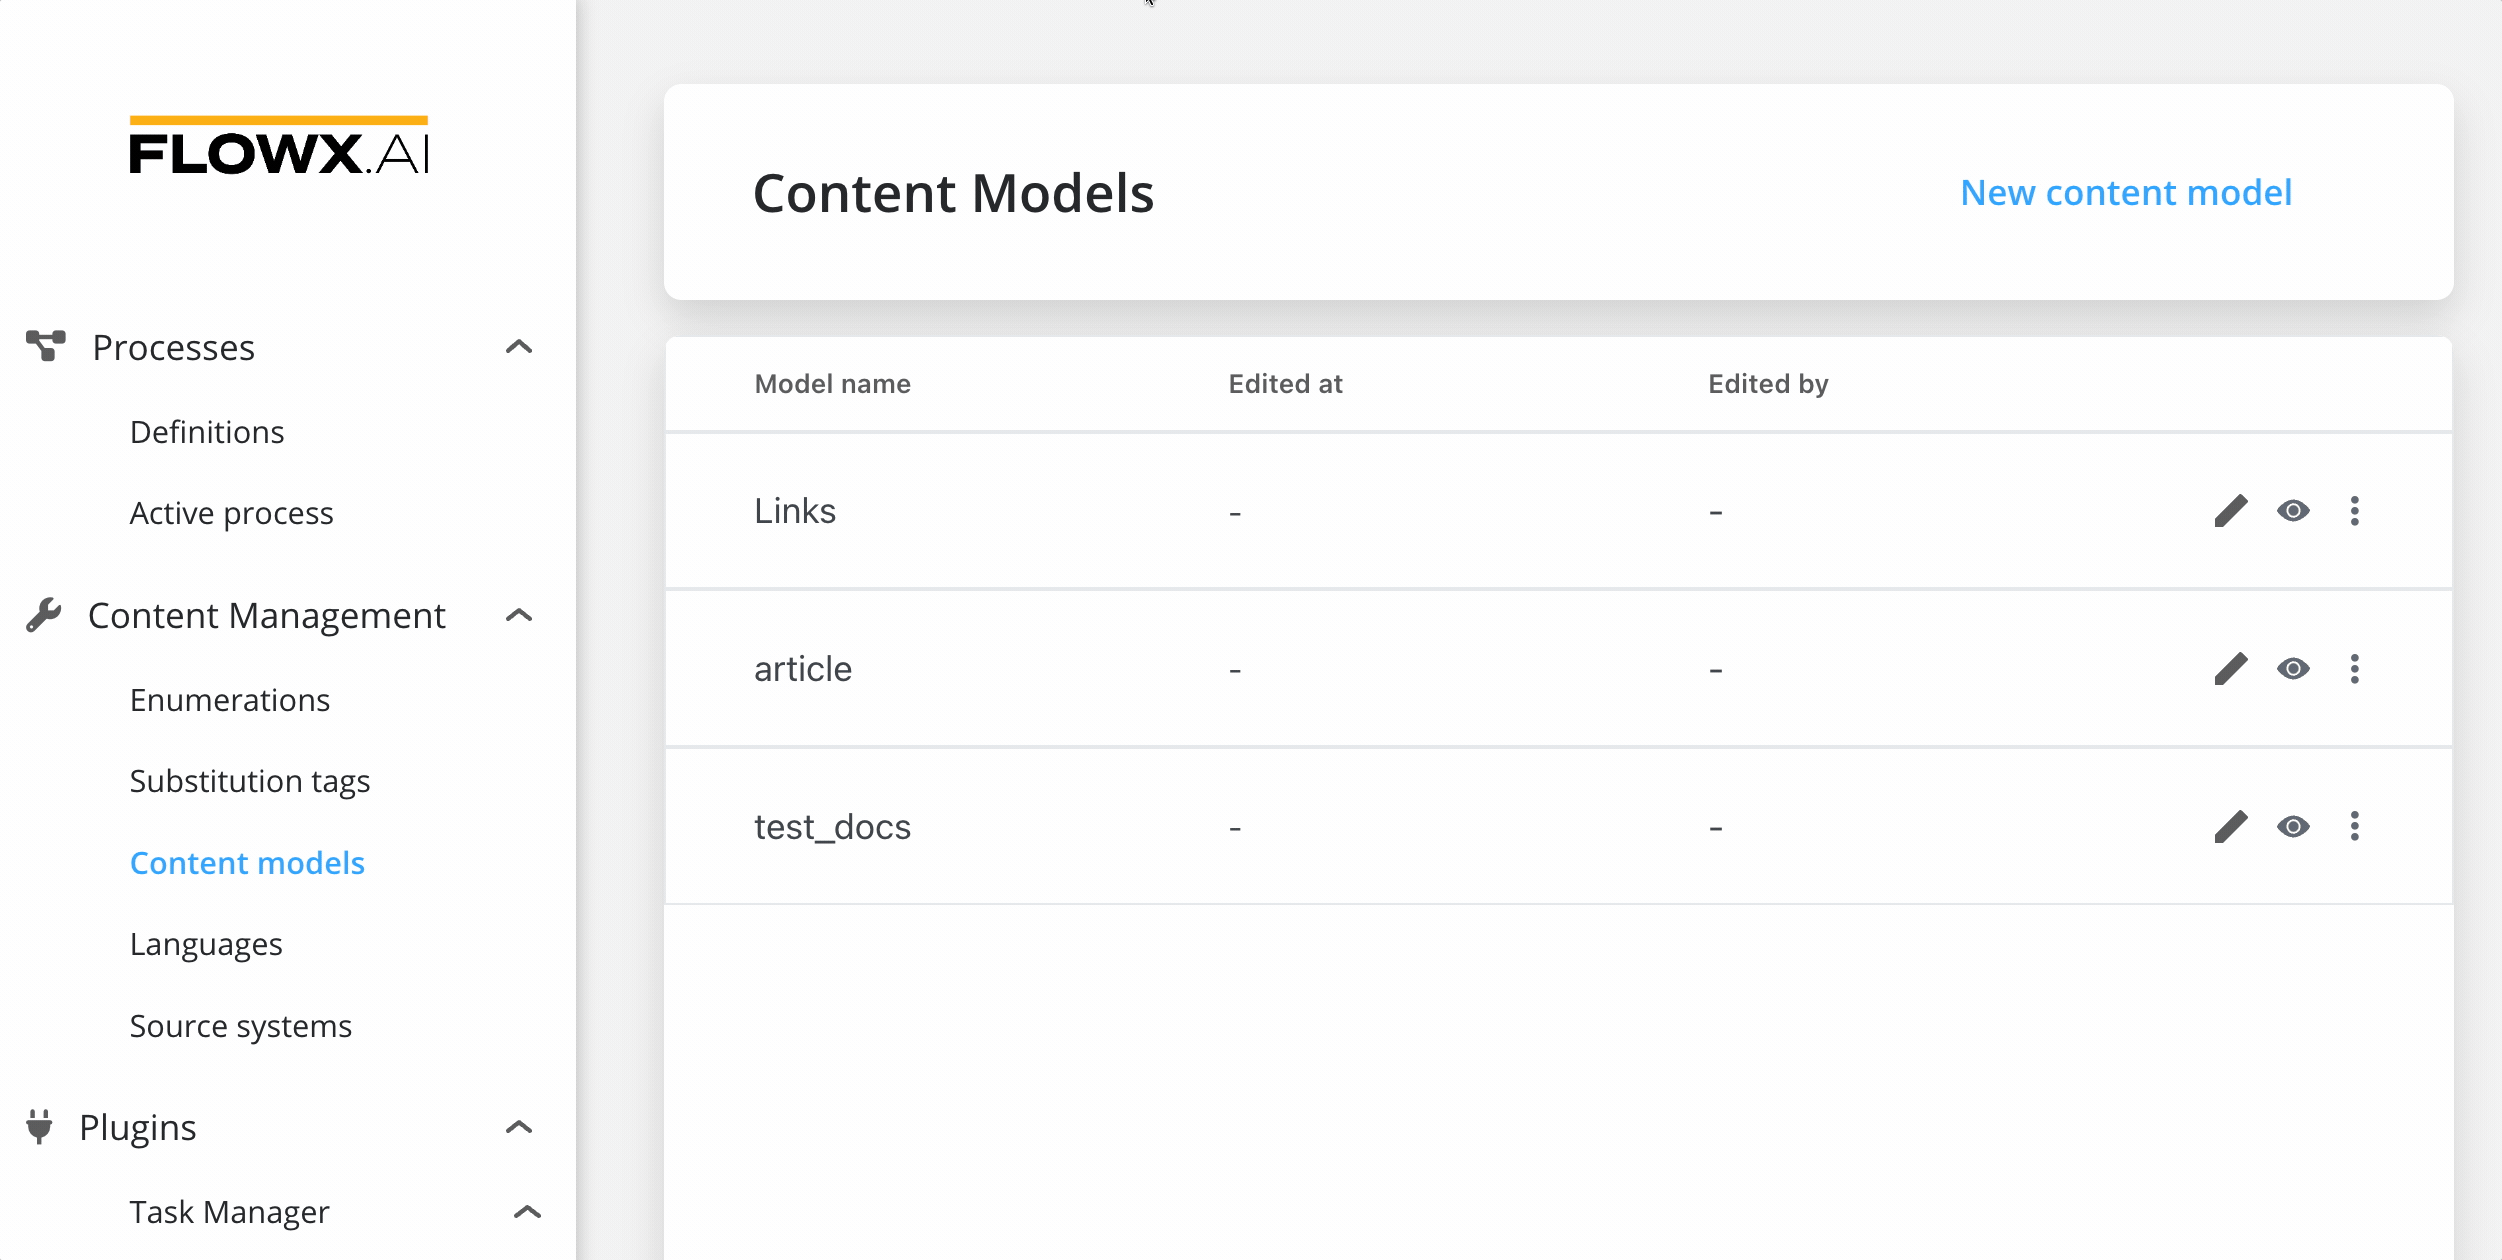 FLOWX.AI
Processes
Definitions
Active process
Content Management
Enumerations
Substitution tags
Content models
Languages
Source systems
Plugins
Task Manager
Content Models
New content model
Model name Edited at Edited by
Links - -
article - -
test_docs - -